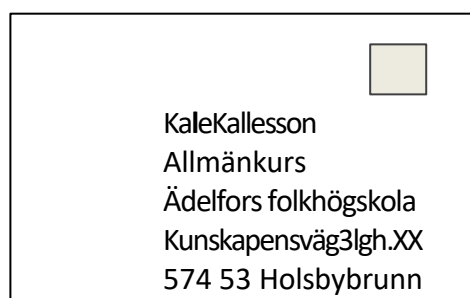 KaleKallesson
Allmänkurs
Ädelfors folkhögskola
Kunskapensväg3lgh.XX
574 53 Holsbybrunn